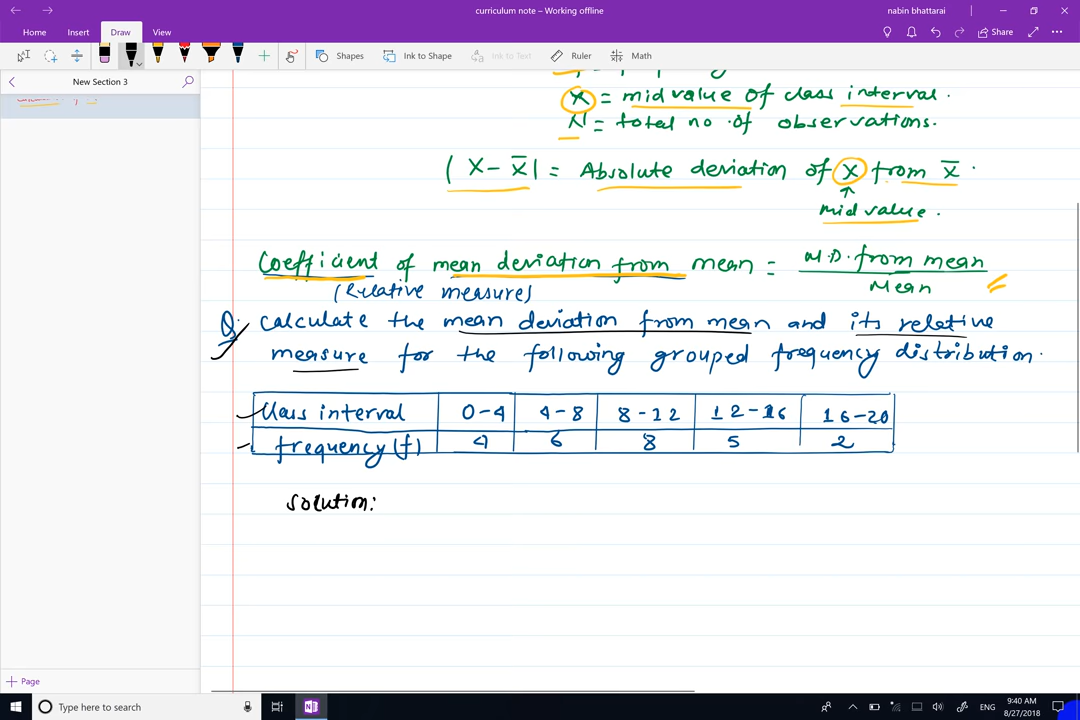 curriculum note – Working offline
nabin bhattarai
Home Insert Draw View
Share
Shapes Ink to Shape Ink to Text Ruler Math
New Section 3
X = mid value of class interval.
N = total no. of observations.
|X - x̄| = Absolute deviation of X from x̄.
mid value.
Coefficient of mean deviation from mean = M.D. from mean / Mean
(Relative measure)
Q. Calculate the mean deviation from mean and its relative
measure for the following grouped frequency distribution.
Class interval 0-4 4-8 8-12 12-16 16-20
frequency (f) 4 6 8 5 2
Solution:
+ Page
Type here to search
ENG
9:40 AM
8/27/2018